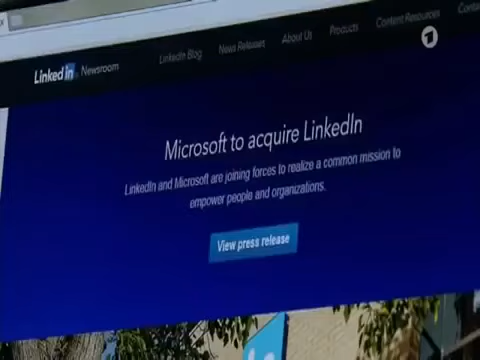 LinkedIn Newsroom
LinkedIn Blog
News Releases
About Us
Products
Content Resources
Microsoft to acquire LinkedIn
LinkedIn and Microsoft are joining forces to realize a common mission to
empower people and organizations.
View press release
in